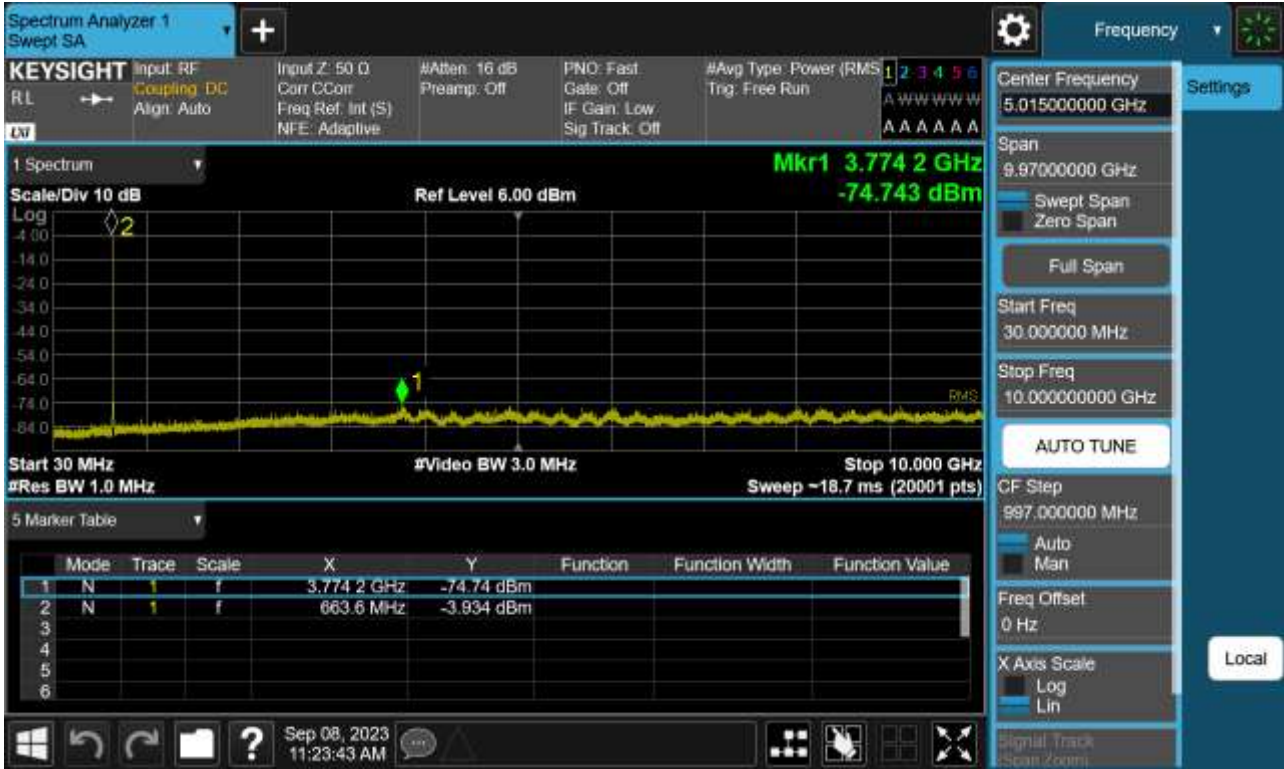 Spectrum Analyzer 1
Swept SA
+
Frequency
KEYSIGHT
RL
LXI
Input: RF
Coupling: DC
Align: Auto
Input Z: 50 Ω
Corr CCorr
Freq Ref: Int (S)
NFE: Adaptive
#Atten: 16 dB
Preamp: Off
PNO: Fast
Gate: Off
IF Gain: Low
Sig Track: Off
#Avg Type: Power (RMS
Trig: Free Run
1 2 3 4 5 6
A W W W W W
A A A A A A
1 Spectrum
Scale/Div 10 dB
Ref Level 6.00 dBm
Mkr1 3.774 2 GHz
-74.743 dBm
Log
-4.00
-14.0
-24.0
-34.0
-44.0
-54.0
-64.0
-74.0
-84.0
2
1
RMS
Start 30 MHz
#Video BW 3.0 MHz
Stop 10.000 GHz
#Res BW 1.0 MHz
Sweep ~18.7 ms (20001 pts)
5 Marker Table
Mode Trace Scale X Y Function Function Width Function Value
1 N 1 f 3.774 2 GHz -74.74 dBm
2 N 1 f 663.6 MHz -3.934 dBm
3
4
5
6
?
Sep 08, 2023
11:23:43 AM
Center Frequency
5.015000000 GHz
Settings
Span
9.97000000 GHz
Swept Span
Zero Span
Full Span
Start Freq
30.000000 MHz
Stop Freq
10.000000000 GHz
AUTO TUNE
CF Step
997.000000 MHz
Auto
Man
Freq Offset
0 Hz
X Axis Scale
Log
Lin
Signal Track
(Span Zoom)
Local